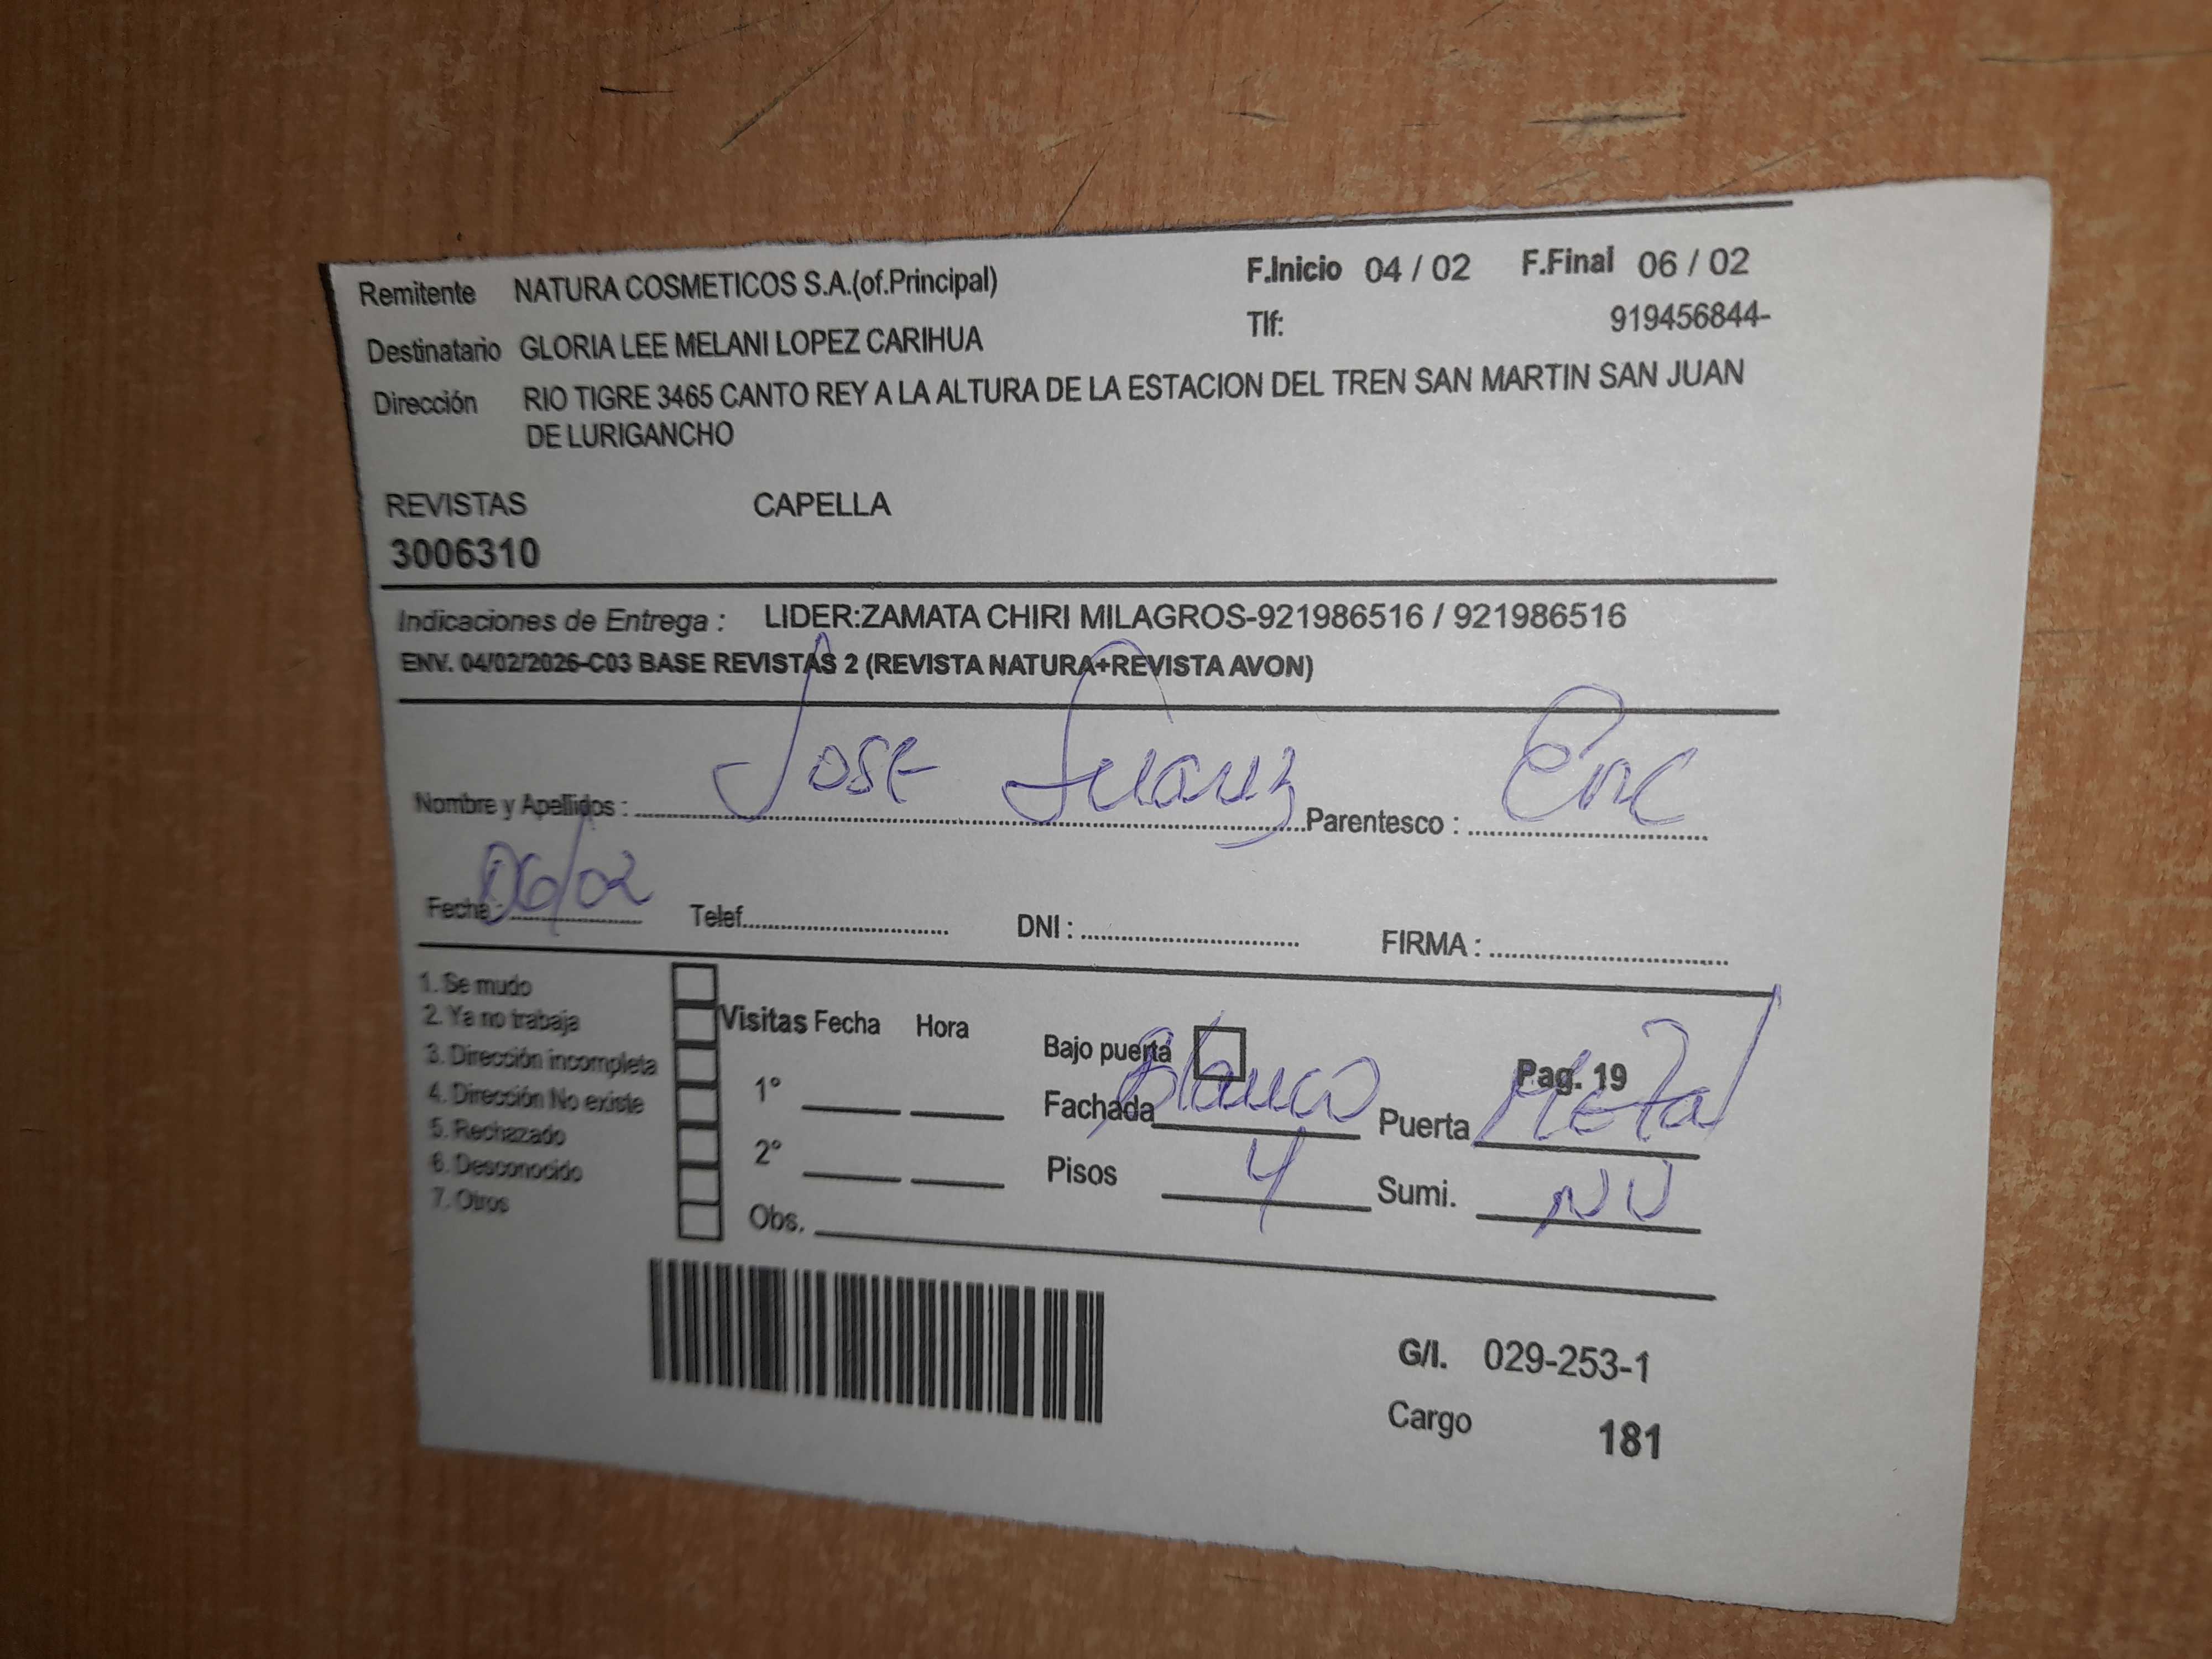 Remitente NATURA COSMETICOS S.A.(of.Principal) F.Inicio 04 / 02 F.Final 06 / 02
Destinatario GLORIA LEE MELANI LOPEZ CARIHUA Tlf: 919456844-
Dirección RIO TIGRE 3465 CANTO REY A LA ALTURA DE LA ESTACION DEL TREN SAN MARTIN SAN JUAN
DE LURIGANCHO
REVISTAS CAPELLA
3006310
Indicaciones de Entrega : LIDER:ZAMATA CHIRI MILAGROS-921986516 / 921986516
ENV. 04/02/2026-C03 BASE REVISTAS 2 (REVISTA NATURA+REVISTA AVON)
Nombre y Apellidos : Jose Suarez Parentesco : Enc
Fecha : 06/02 Telef. DNI : FIRMA :
1. Se mudo
2. Ya no trabaja
3. Dirección incompleta
4. Dirección No existe
5. Rechazado
6. Desconocido
7. Otros
Visitas Fecha Hora
1°
2°
Obs.
Bajo puerta Pag. 19
Fachada Blanco Puerta Metal
Pisos 4 Sumi. NV
G/I. 029-253-1
Cargo 181